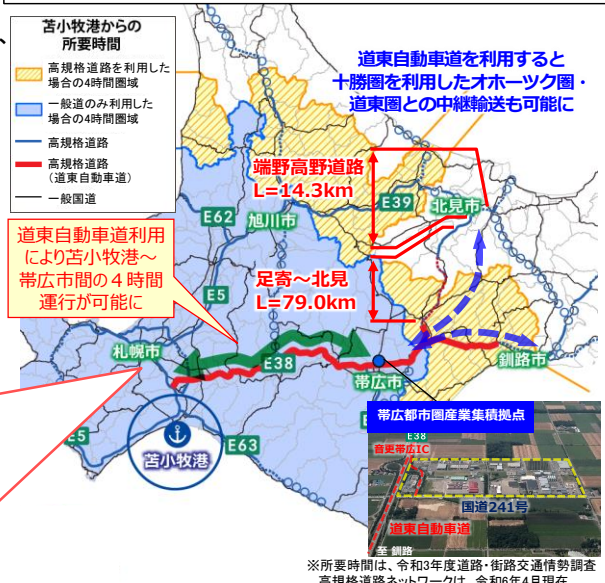 苫小牧港からの
所要時間
高規格道路を利用した
場合の4時間圏域
一般道のみ利用した
場合の4時間圏域
高規格道路
高規格道路
(道東自動車道)
一般国道
道東自動車道を利用すると
十勝圏を利用したオホーツク圏・
道東圏との中継輸送も可能に
端野高野道路
L=14.3km
E39
北見市
E62
旭川市
道東自動車道利用
により苫小牧港~
帯広市間の4時間
運行が可能に
足寄~北見
L=79.0km
E5
札幌市
E38
帯広市
釧路市
E5
苫小牧港
E63
帯広都市圏産業集積拠点
E38
音更帯広IC
国道241号
道東自動車道
至 釧路
※所要時間は、令和3年度道路・街路交通情勢調査
高規格道路ネットワークは、令和6年4月現在